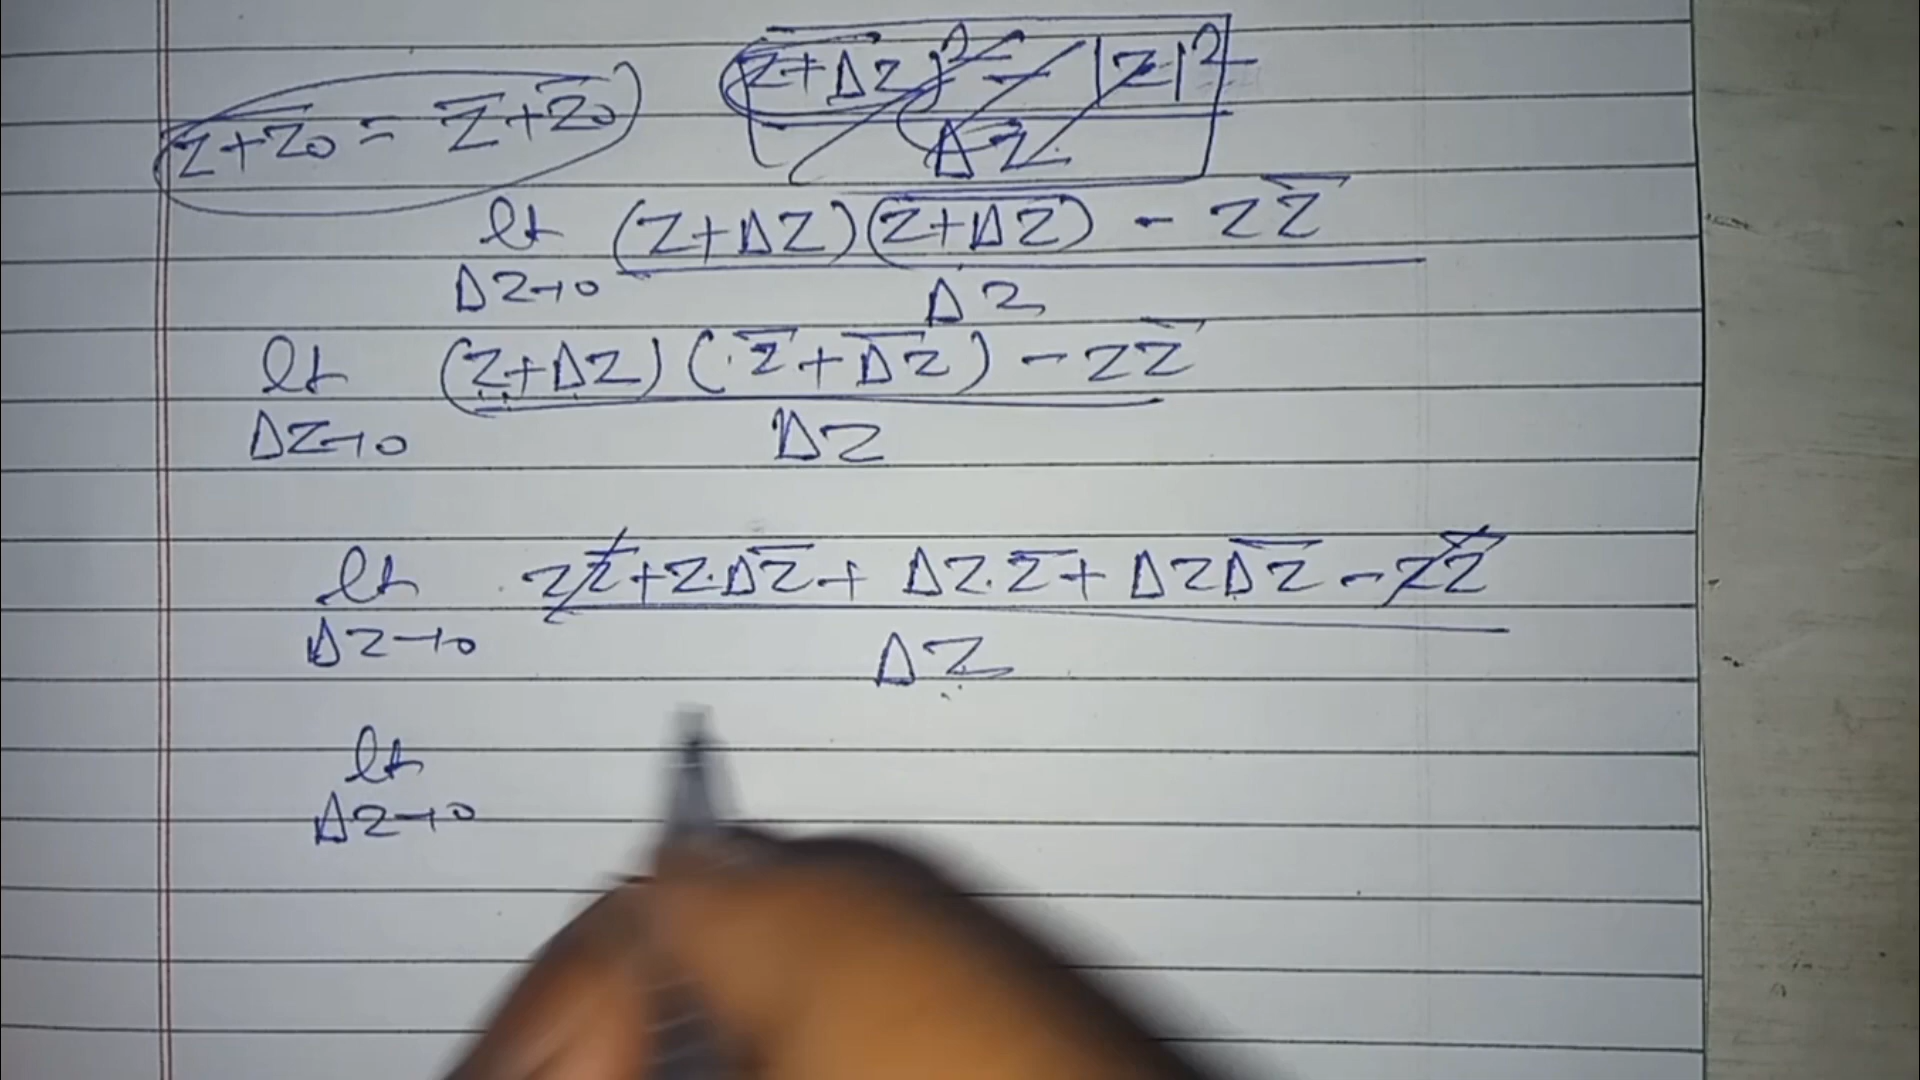 z+z̄₀ = z̄+z̄₀
z+Δz)² - |z|²
Δz
lt (z+Δz)(z+Δz)‾ - zz̄
Δz→0 Δz
lt (z+Δz)(z̄+Δz‾) - zz̄
Δz→0 Δz
lt zz̄+z·Δz‾+Δz·z̄+ΔzΔz‾-zz̄
Δz→0 Δz
lt
Δz→0